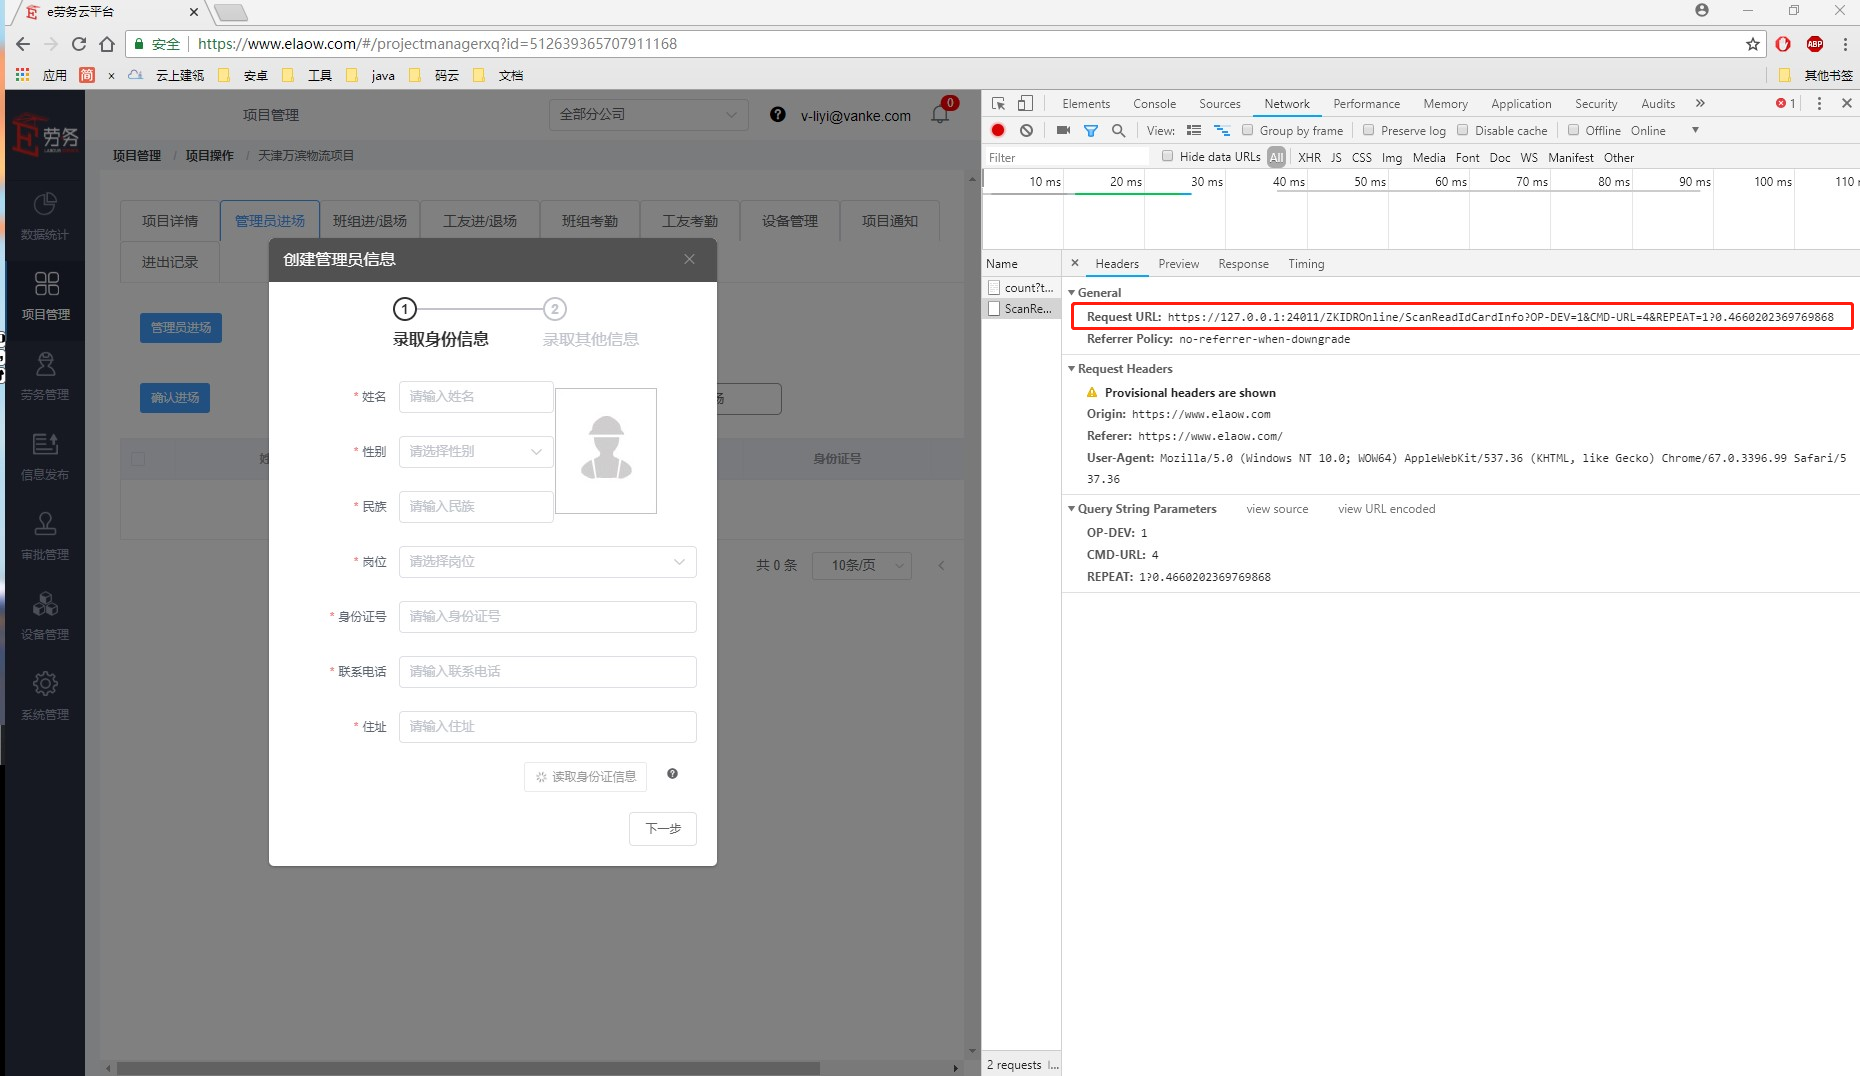 e劳务云平台
安全
https://www.elaow.com/#/projectmanagerxq?id=512639365707911168
ABP
应用
简
云上建瓴
安卓
工具
java
码云
文档
其他书签
劳务
项目管理
全部分公司
v-liyi@vanke.com
0
项目管理 / 项目操作 / 天津万滨物流项目
数据统计
项目管理
劳务管理
信息发布
审批管理
设备管理
系统管理
项目详情
管理员进场
班组进/退场
工友进/退场
班组考勤
工友考勤
设备管理
项目通知
进出记录
管理员进场
确认进场
身份证号
共 0 条
10条/页
创建管理员信息
1
2
录取身份信息
录取其他信息
* 姓名 请输入姓名
* 性别 请选择性别
* 民族 请输入民族
* 岗位 请选择岗位
* 身份证号 请输入身份证号
* 联系电话 请输入联系电话
* 住址 请输入住址
读取身份证信息
下一步
Elements Console Sources Network Performance Memory Application Security Audits » 1
View: Group by frame Preserve log Disable cache Offline Online
Filter Hide data URLs All XHR JS CSS Img Media Font Doc WS Manifest Other
10 ms 20 ms 30 ms 40 ms 50 ms 60 ms 70 ms 80 ms 90 ms 100 ms 110
Name
count?t...
ScanRe...
2 requests
Headers Preview Response Timing
General
Request URL: https://127.0.0.1:24011/ZKIDROnline/ScanReadIdCardInfo?OP-DEV=1&CMD-URL=4&REPEAT=1?0.4660202369769868
Referrer Policy: no-referrer-when-downgrade
Request Headers
Provisional headers are shown
Origin: https://www.elaow.com
Referer: https://www.elaow.com/
User-Agent: Mozilla/5.0 (Windows NT 10.0; WOW64) AppleWebKit/537.36 (KHTML, like Gecko) Chrome/67.0.3396.99 Safari/5
37.36
Query String Parameters view source view URL encoded
OP-DEV: 1
CMD-URL: 4
REPEAT: 1?0.4660202369769868